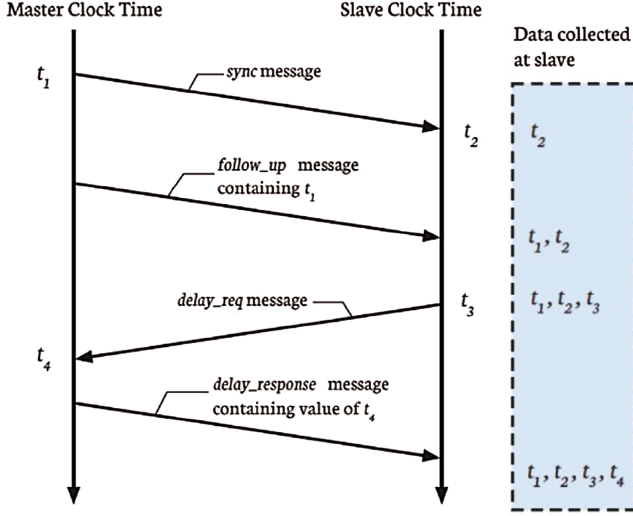 Master Clock Time
Slave Clock Time
Data collected
at slave
t1
sync message
t2
t2
follow_up message
containing t1
t1, t2
delay_req message
t3
t1, t2, t3
t4
delay_response message
containing value of t4
t1, t2, t3, t4